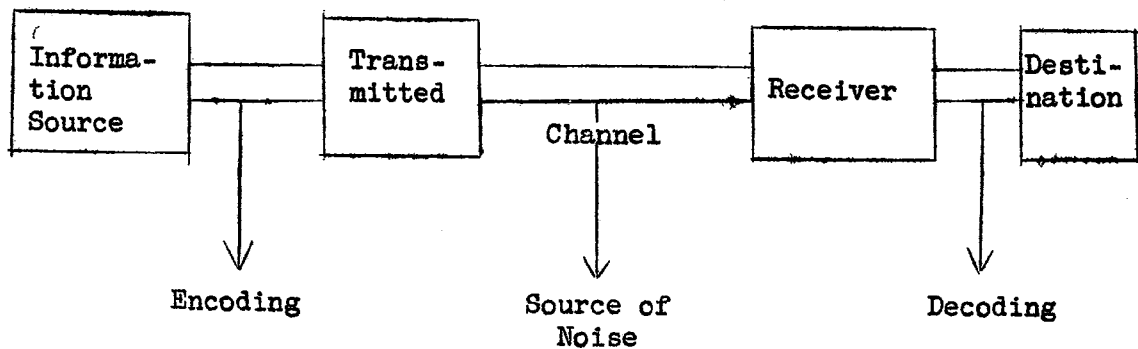 Informa-
tion
Source
Trans-
mitted
Channel
Receiver
Desti-
nation
Encoding
Source of
Noise
Decoding